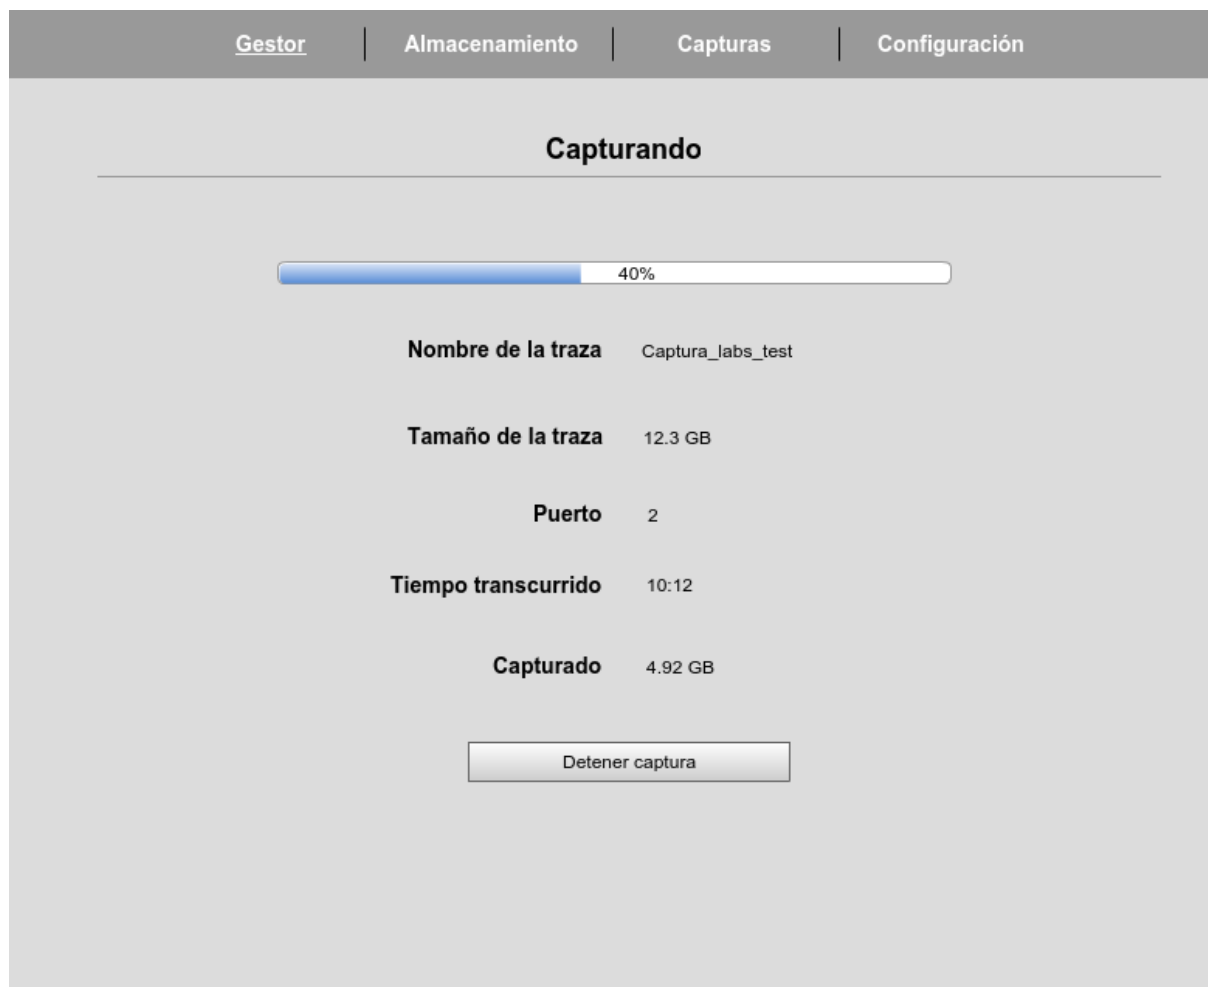 Gestor Almacenamiento Capturas Configuración
Capturando
40%
Nombre de la traza Captura_labs_test
Tamaño de la traza 12.3 GB
Puerto 2
Tiempo transcurrido 10:12
Capturado 4.92 GB
Detener captura